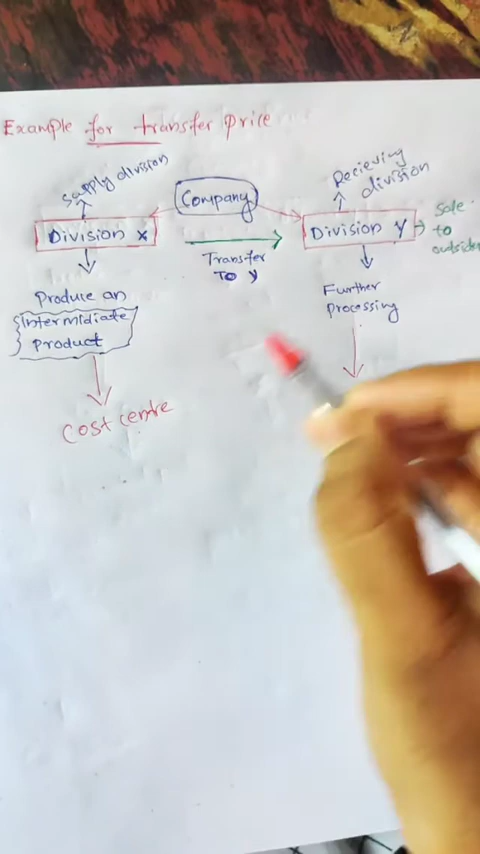 Example for transfer price
Supply division
Company
Recieving
division
Division X
Division Y
Sale
to
outsider
Transfer
To y
Produce an
Intermidiate
Product
Further
processing
Cost centre